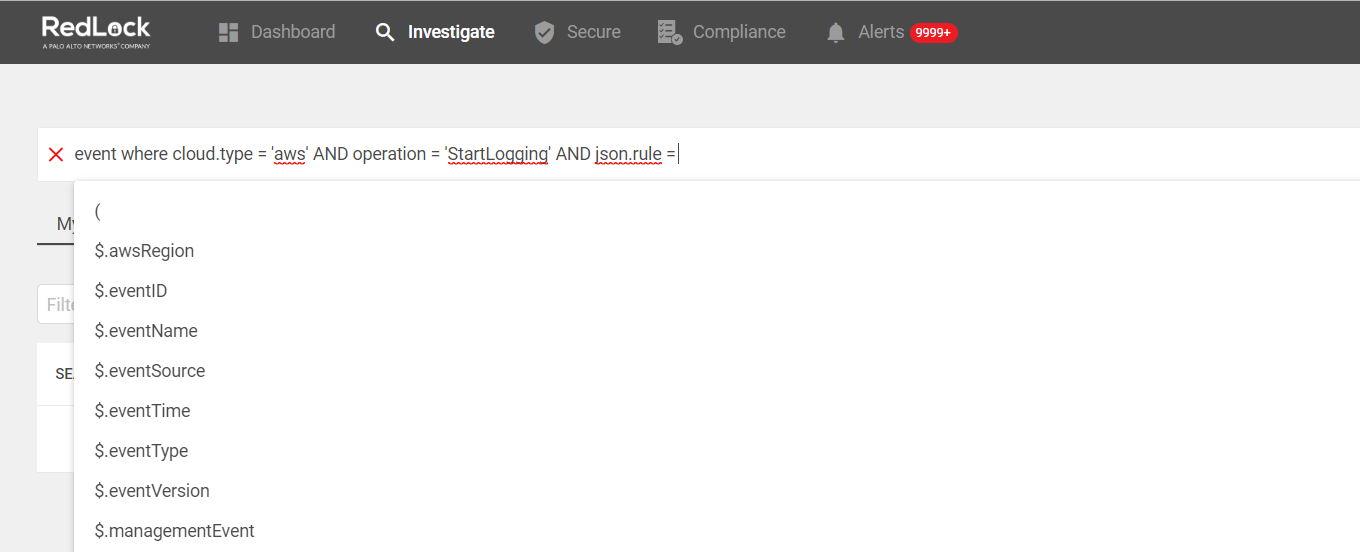 RedLock
A PALO ALTO NETWORKS® COMPANY
Dashboard
Investigate
Secure
Compliance
Alerts 9999+
event where cloud.type = 'aws' AND operation = 'StartLogging' AND json.rule =
(
My
$.awsRegion
$.eventID
Filte
$.eventName
$.eventSource
SEA
$.eventTime
$.eventType
$.eventVersion
$.managementEvent